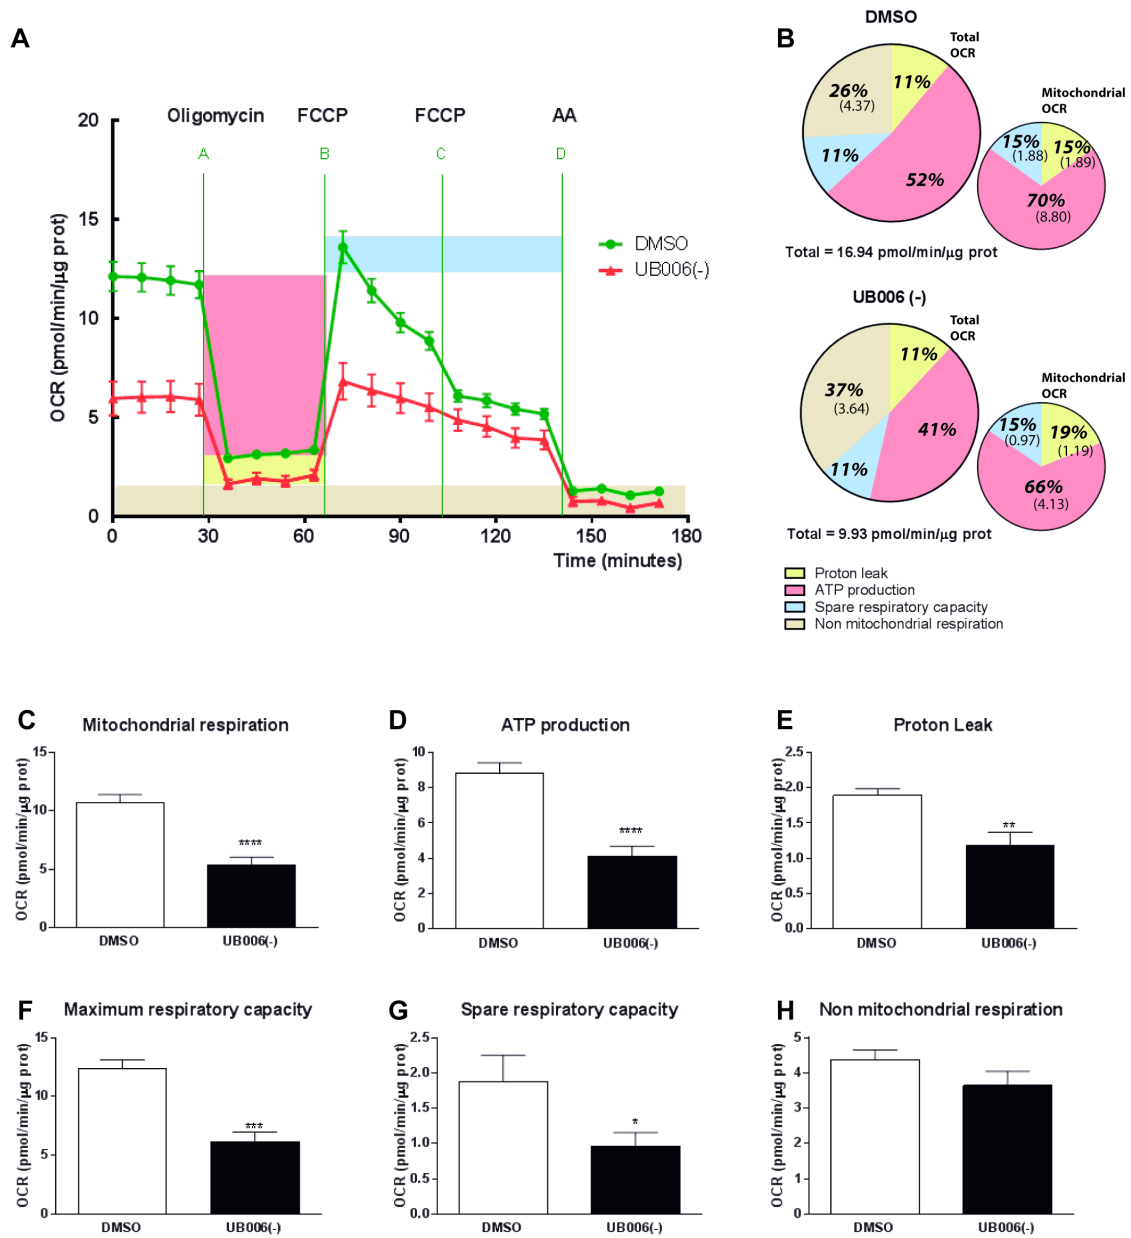 A
Oligomycin FCCP FCCP AA
A B C D
20
15
10
5
0
0 30 60 90 120 150 180
OCR (pmol/min/µg prot)
Time (minutes)
DMSO
UB006(-)
B
DMSO
Total
OCR
11%
26%
(4.37)
11%
52%
Mitochondrial
OCR
15%
(1.88)
15%
(1.89)
70%
(8.80)
Total = 16.94 pmol/min/µg prot
UB006 (-)
Total
OCR
11%
37%
(3.64)
41%
11%
Mitochondrial
OCR
15%
(0.97)
19%
(1.19)
66%
(4.13)
Total = 9.93 pmol/min/µg prot
Proton leak
ATP production
Spare respiratory capacity
Non mitochondrial respiration
C
Mitochondrial respiration
OCR (pmol/min/µg prot)
15
10
5
0
****
DMSO UB006(-)
D
ATP production
OCR (pmol/min/µg prot)
10
8
6
4
2
0
****
DMSO UB006(-)
E
Proton Leak
OCR (pmol/min/µg prot)
2.5
2.0
1.5
1.0
0.5
0.0
**
DMSO UB006(-)
F
Maximum respiratory capacity
OCR (pmol/min/µg prot)
15
10
5
0
***
DMSO UB006(-)
G
Spare respiratory capacity
OCR (pmol/min/µg prot)
2.5
2.0
1.5
1.0
0.5
0.0
*
DMSO UB006(-)
H
Non mitochondrial respiration
OCR (pmol/min/µg prot)
5
4
3
2
1
0
DMSO UB006(-)